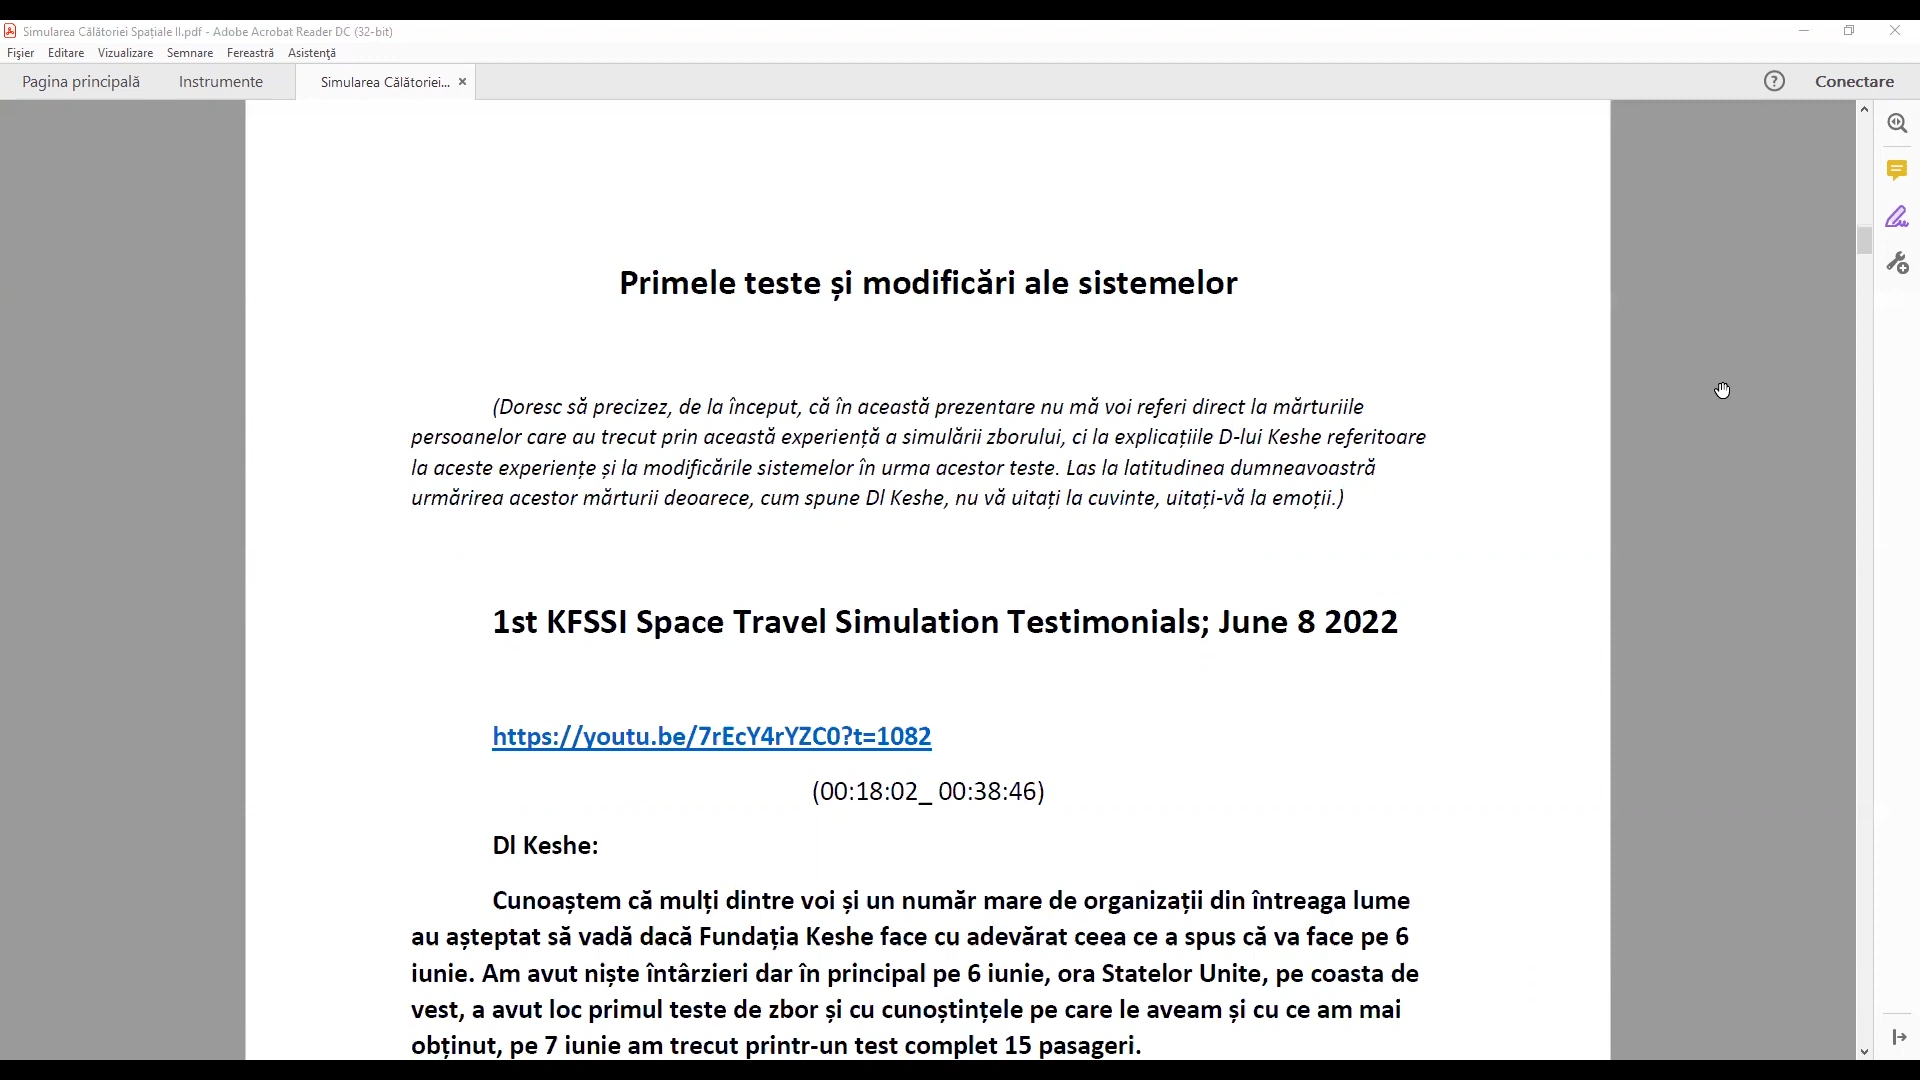 Simularea Călătoriei Spațiale II.pdf - Adobe Acrobat Reader DC (32-bit)
Fișier Editare Vizualizare Semnare Fereastră Asistență
Pagina principală Instrumente Simularea Călătoriei... × ? Conectare
Primele teste și modificări ale sistemelor
(Doresc să precizez, de la început, că în această prezentare nu mă voi referi direct la mărturiile
persoanelor care au trecut prin această experiență a simulării zborului, ci la explicațiile D-lui Keshe referitoare
la aceste experiențe și la modificările sistemelor în urma acestor teste. Las la latitudinea dumneavoastră
urmărirea acestor mărturii deoarece, cum spune Dl Keshe, nu vă uitați la cuvinte, uitați-vă la emoții.)
1st KFSSI Space Travel Simulation Testimonials; June 8 2022
https://youtu.be/7rEcY4rYZC0?t=1082
(00:18:02_ 00:38:46)
Dl Keshe:
Cunoaștem că mulți dintre voi și un număr mare de organizații din întreaga lume
au așteptat să vadă dacă Fundația Keshe face cu adevărat ceea ce a spus că va face pe 6
iunie. Am avut niște întârzieri dar în principal pe 6 iunie, ora Statelor Unite, pe coasta de
vest, a avut loc primul teste de zbor și cu cunoștințele pe care le aveam și cu ce am mai
obținut, pe 7 iunie am trecut printr-un test complet 15 pasageri.